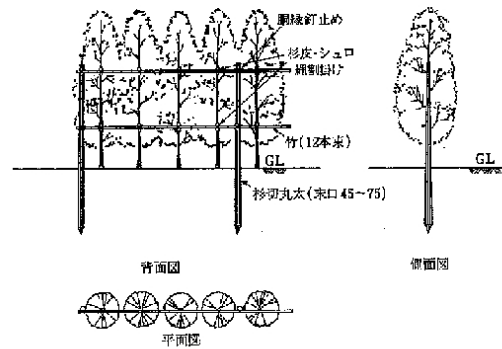 胴縁釘止め
杉皮・シュロ
縄割掛け
竹(12本束)
GL
GL
杉切丸太(末口45~75)
背面図
側面図
平面図